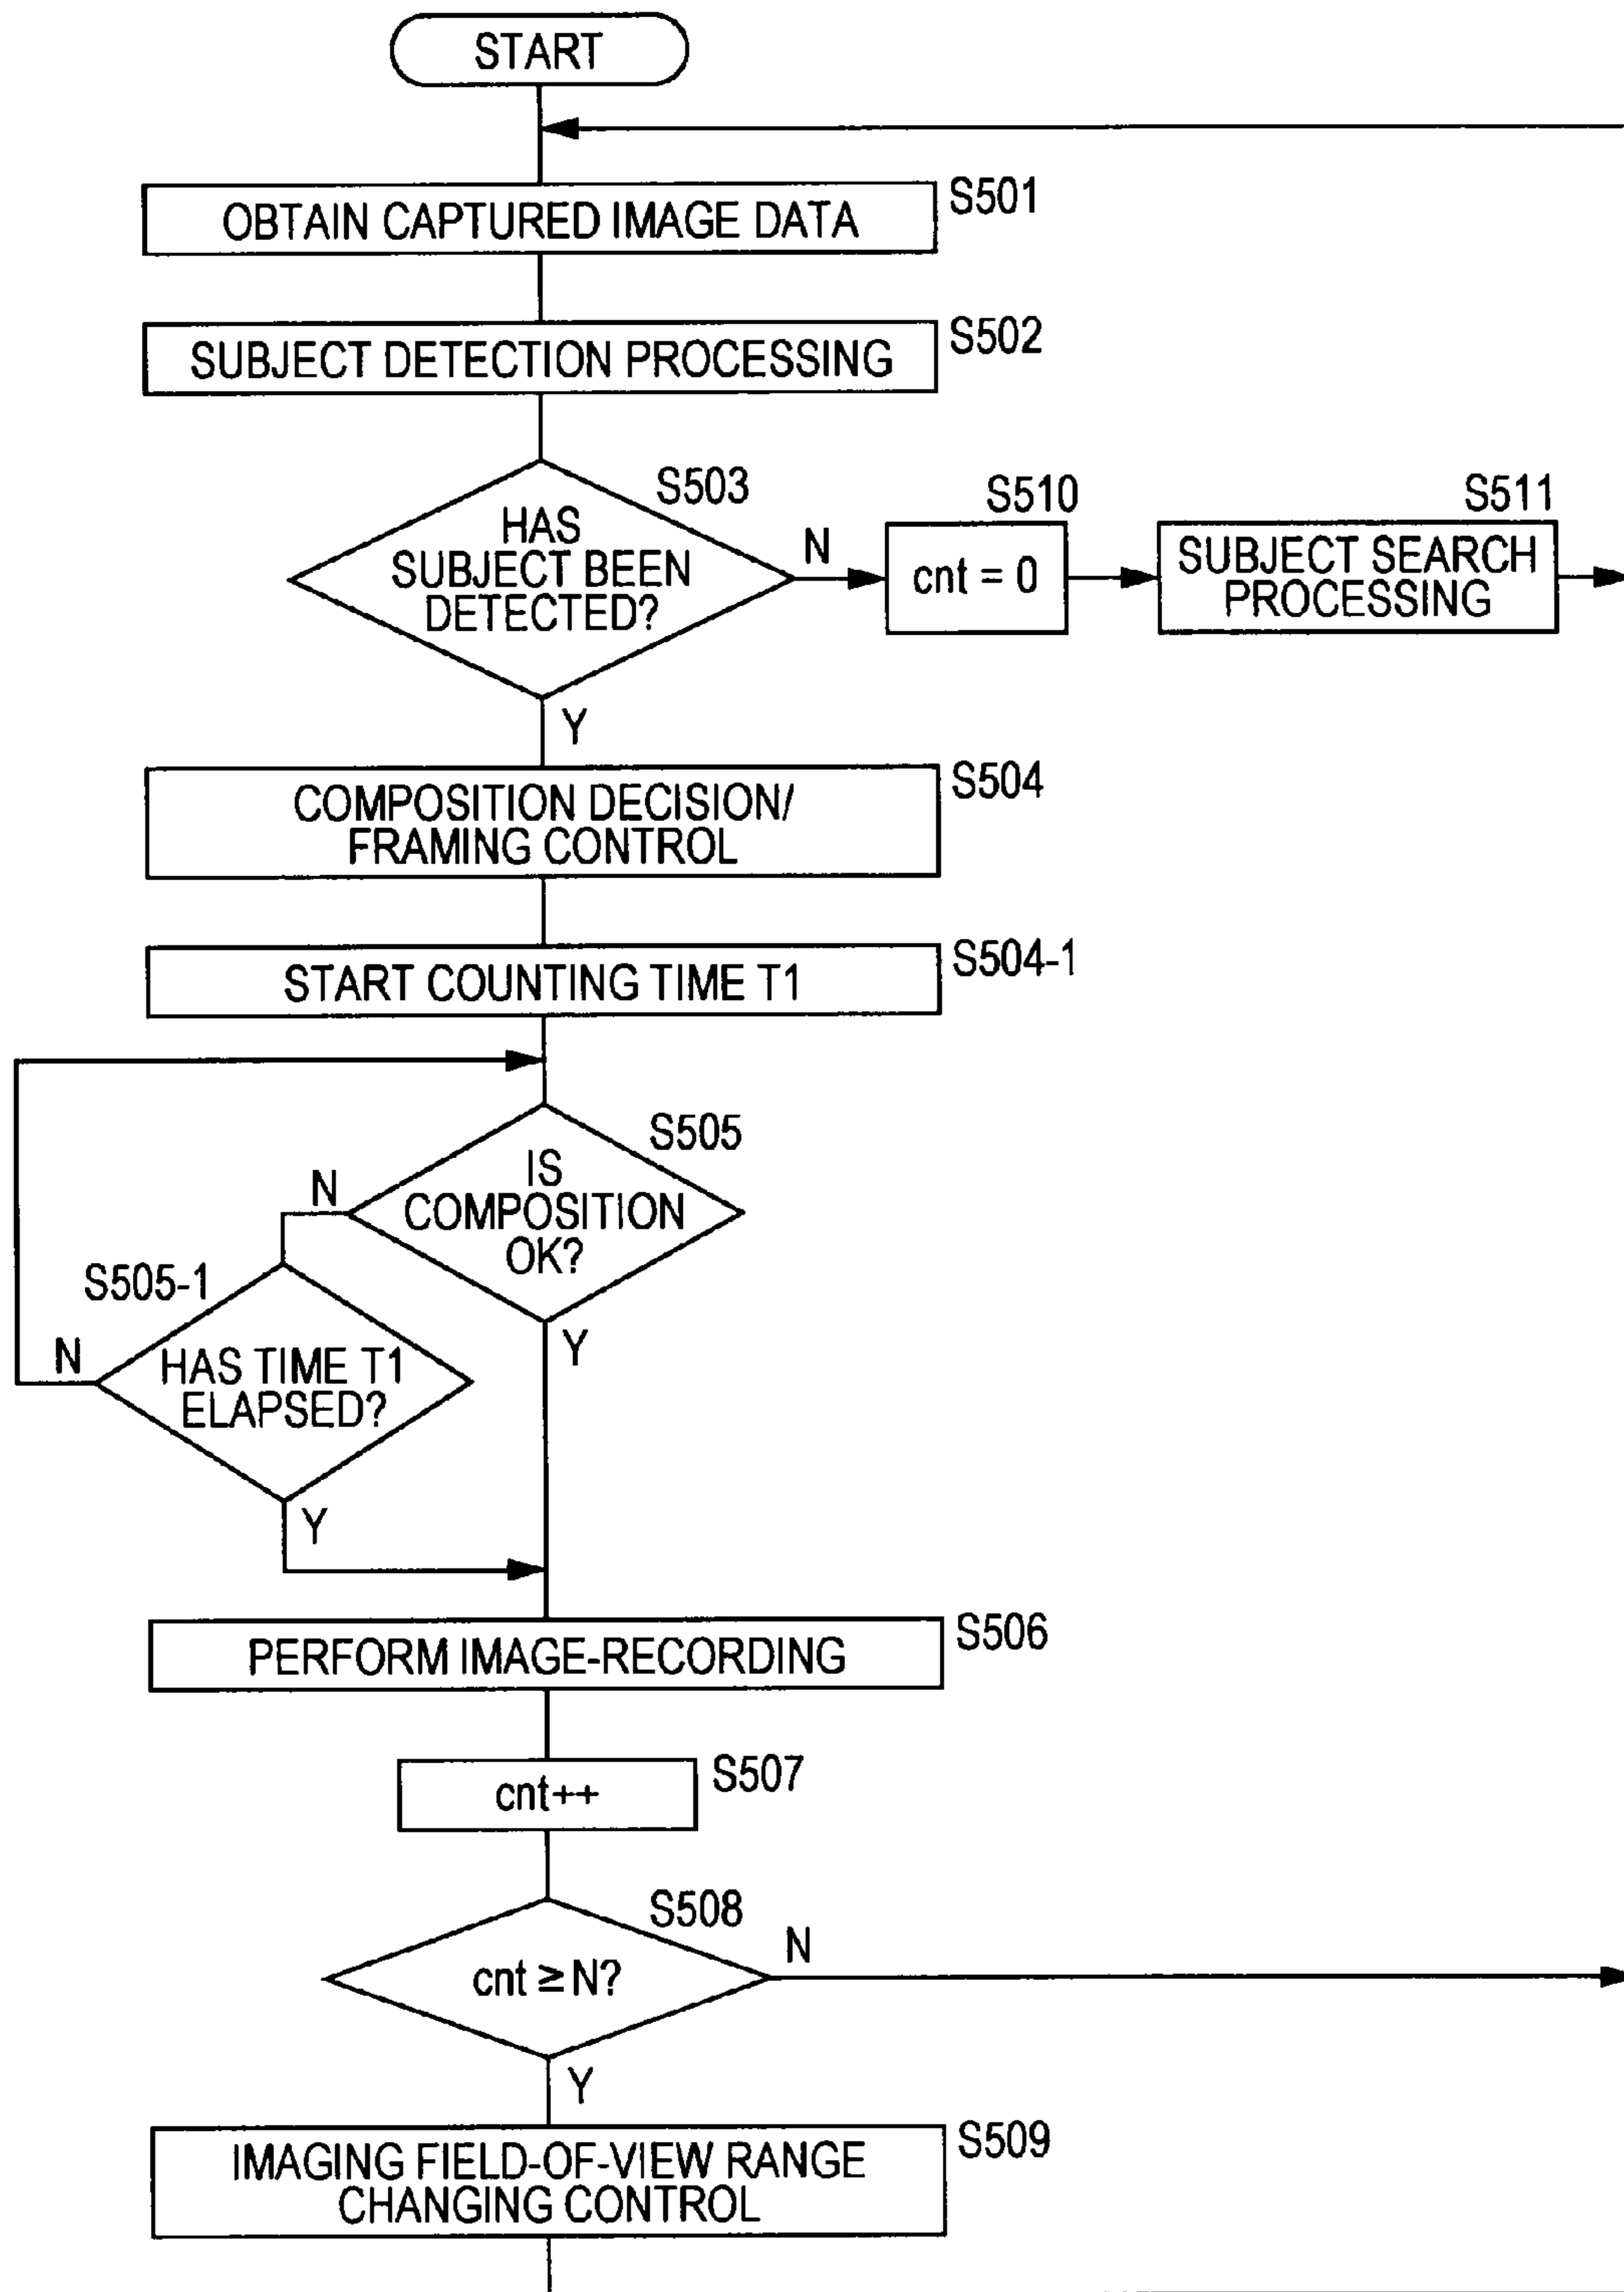 START
S501
OBTAIN CAPTURED IMAGE DATA
S502
SUBJECT DETECTION PROCESSING
S503
HAS
SUBJECT BEEN
DETECTED?
N
S510
cnt = 0
S511
SUBJECT SEARCH
PROCESSING
Y
S504
COMPOSITION DECISION/
FRAMING CONTROL
S504-1
START COUNTING TIME T1
S505
IS
COMPOSITION
OK?
N
Y
S505-1
HAS TIME T1
ELAPSED?
N
Y
S506
PERFORM IMAGE-RECORDING
S507
cnt++
S508
cnt ≥ N?
N
Y
S509
IMAGING FIELD-OF-VIEW RANGE
CHANGING CONTROL